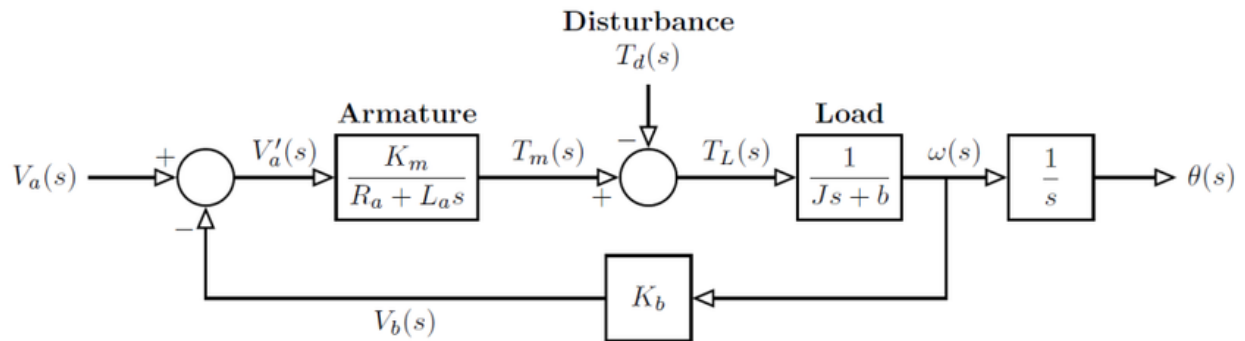 Disturbance
T_d(s)
Armature
Load
V_a(s)
+
V'_a(s)
K_m
R_a + L_a s
T_m(s)
+
−
T_L(s)
1
Js + b
ω(s)
1
s
θ(s)
−
K_b
V_b(s)